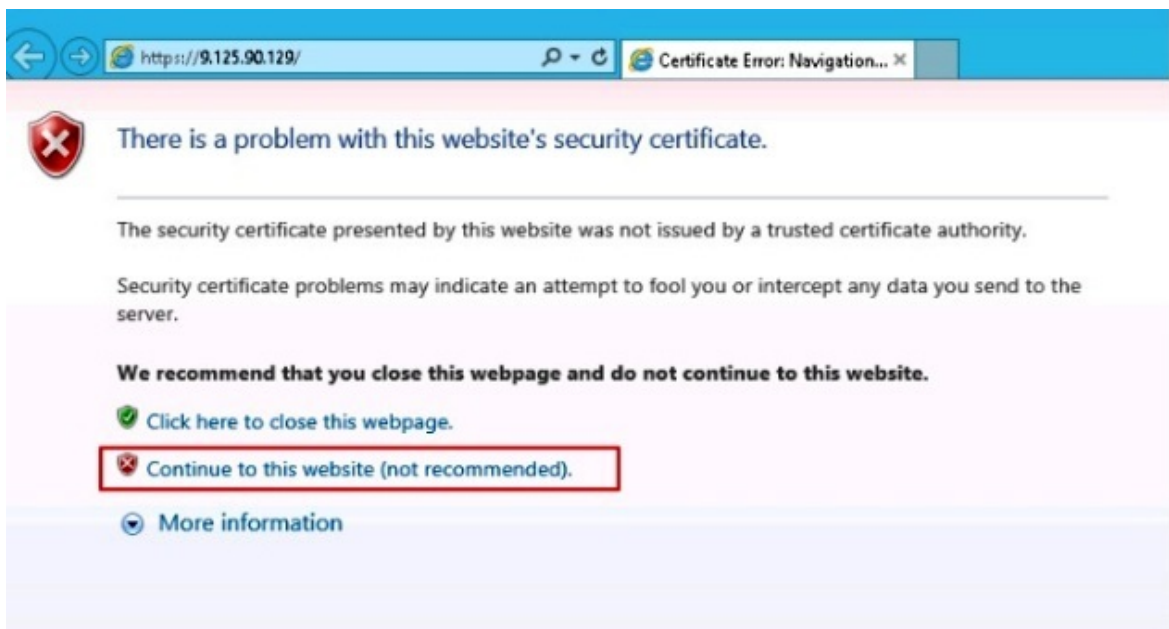 https://9.125.90.129/
Certificate Error: Navigation...
There is a problem with this website's security certificate.
The security certificate presented by this website was not issued by a trusted certificate authority.
Security certificate problems may indicate an attempt to fool you or intercept any data you send to the
server.
We recommend that you close this webpage and do not continue to this website.
Click here to close this webpage.
Continue to this website (not recommended).
More information